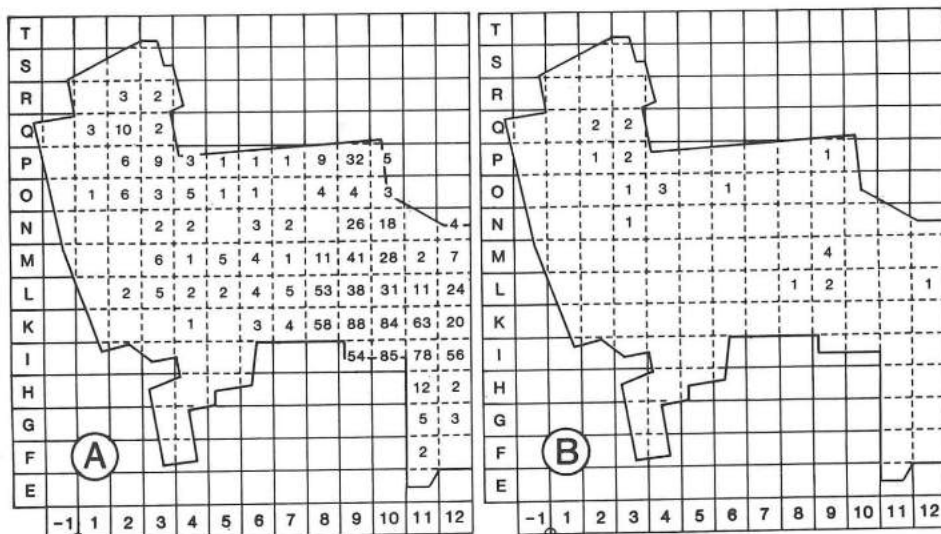 T
S
R 3 2
Q 3 10 2
P 6 9 3 1 1 1 9 32 5
O 1 6 3 5 1 1 4 4 3
N 2 2 3 2 26 18 4
M 6 1 5 4 1 11 41 28 2 7
L 2 5 2 2 4 5 53 38 31 11 24
K 1 3 4 58 88 84 63 20
I 54 85 78 56
H 12 2
G 5 3
F 2
E
A
-1 1 2 3 4 5 6 7 8 9 10 11 12
T
S
R
Q 2 2
P 1 2 1
O 1 3 1
N 1
M 4
L 1 2 1
K
I
H
G
F
E
B
-1 1 2 3 4 5 6 7 8 9 10 11 12